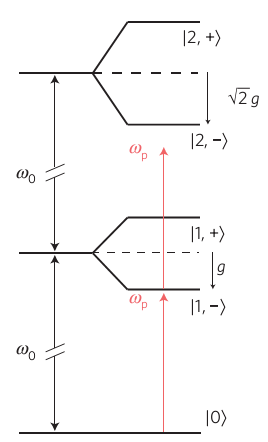 |2, +⟩
√2 g
|2, −⟩
ωp
ω0
|1, +⟩
g
|1, −⟩
ωp
ω0
|0⟩